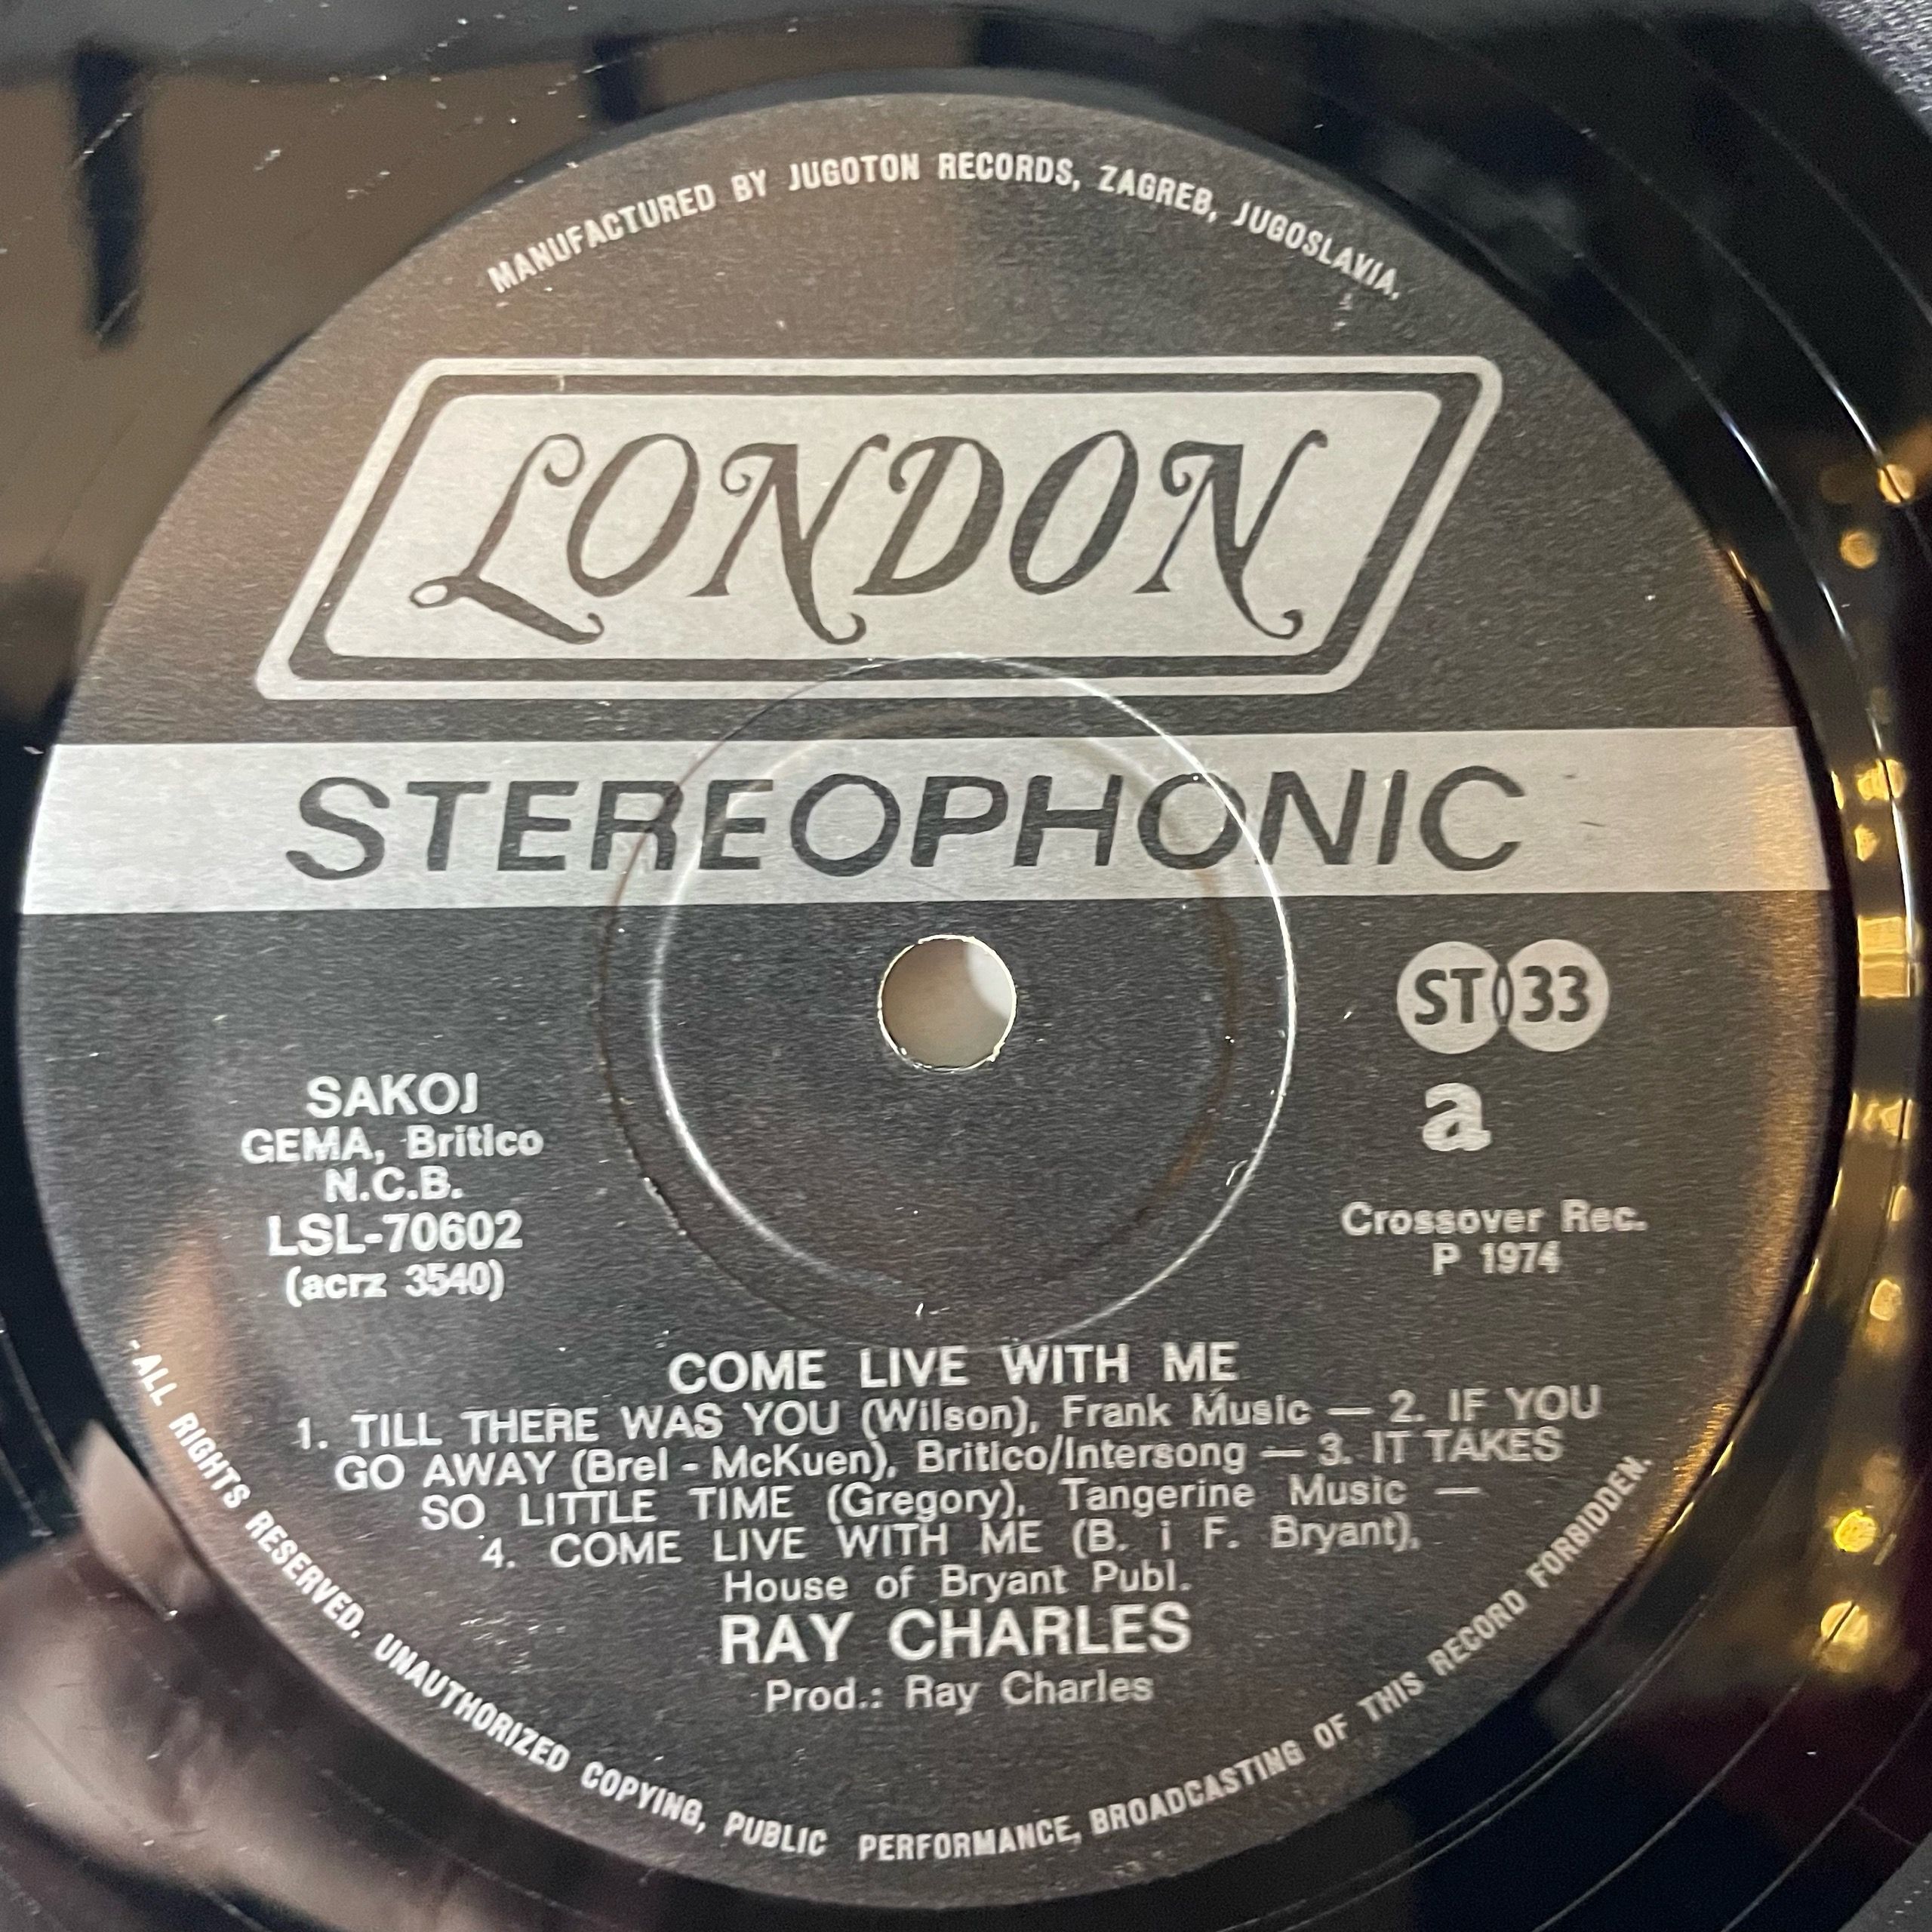 MANUFACTURED BY JUGOTON RECORDS, ZAGREB, JUGOSLAVIA.
LONDON
STEREOPHONIC
ST 33
a
SAKOJ
GEMA, Britico
N.C.B.
LSL-70602
(acrz 3540)
Crossover Rec.
P 1974
COME LIVE WITH ME
1. TILL THERE WAS YOU (Wilson), Frank Music — 2. IF YOU
GO AWAY (Brel - McKuen), Britico/Intersong — 3. IT TAKES
SO LITTLE TIME (Gregory), Tangerine Music —
4. COME LIVE WITH ME (B. i F. Bryant),
House of Bryant Publ.
RAY CHARLES
Prod.: Ray Charles
-ALL RIGHTS RESERVED. UNAUTHORIZED COPYING, PUBLIC PERFORMANCE, BROADCASTING OF THIS RECORD FORBIDDEN.